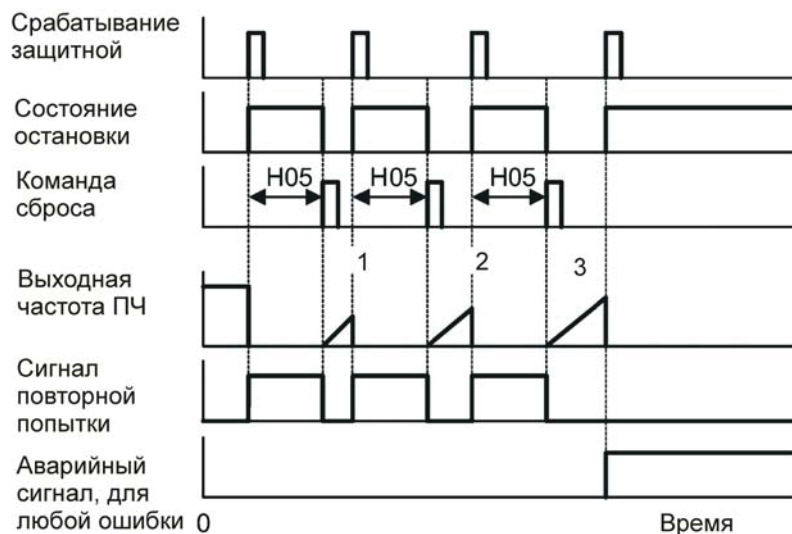 Срабатывание
защитной
Состояние
остановки
Команда
сброса
H05
H05
H05
1
2
3
Выходная
частота ПЧ
Сигнал
повторной
попытки
Аварийный
сигнал, для
любой ошибки
0
Время